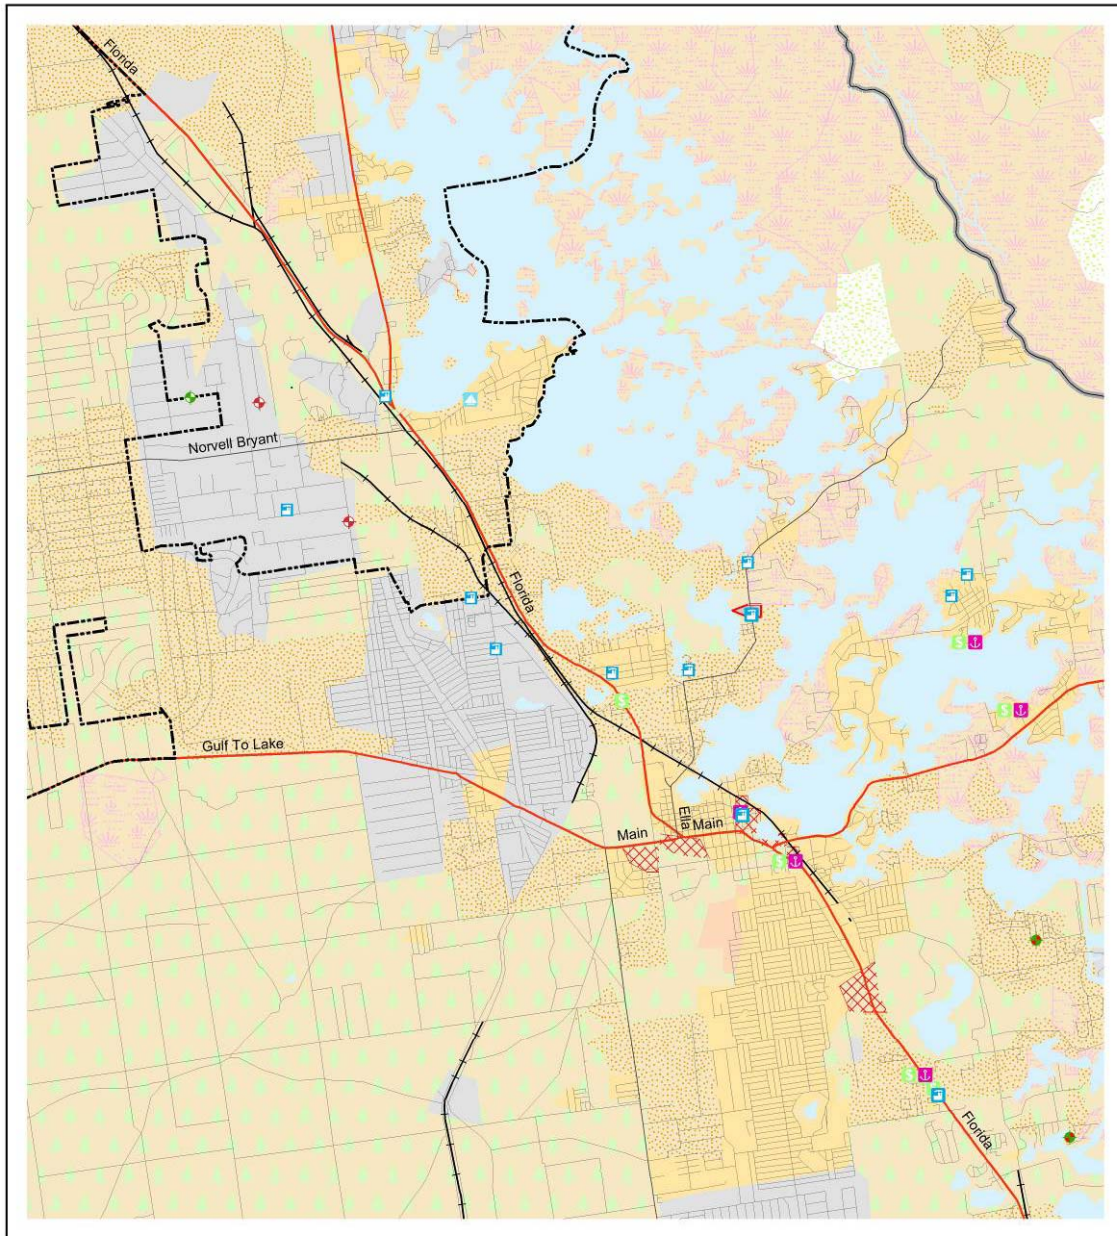 Florida
Norvell Bryant
Florida
Gulf To Lake
Ella
Main
Main
$
$
$
$
$
Florida